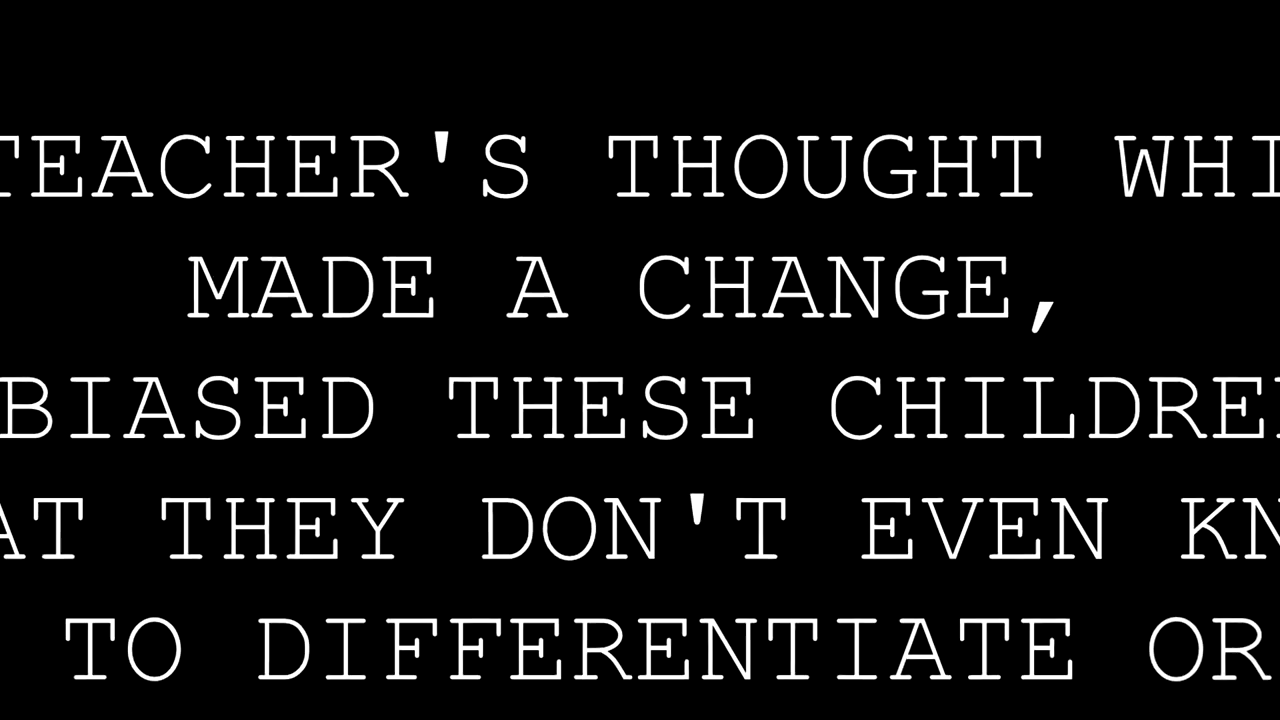 TEACHER'S THOUGHT WHI
MADE A CHANGE,
BIASED THESE CHILDRE
AT THEY DON'T EVEN KN
TO DIFFERENTIATE OR